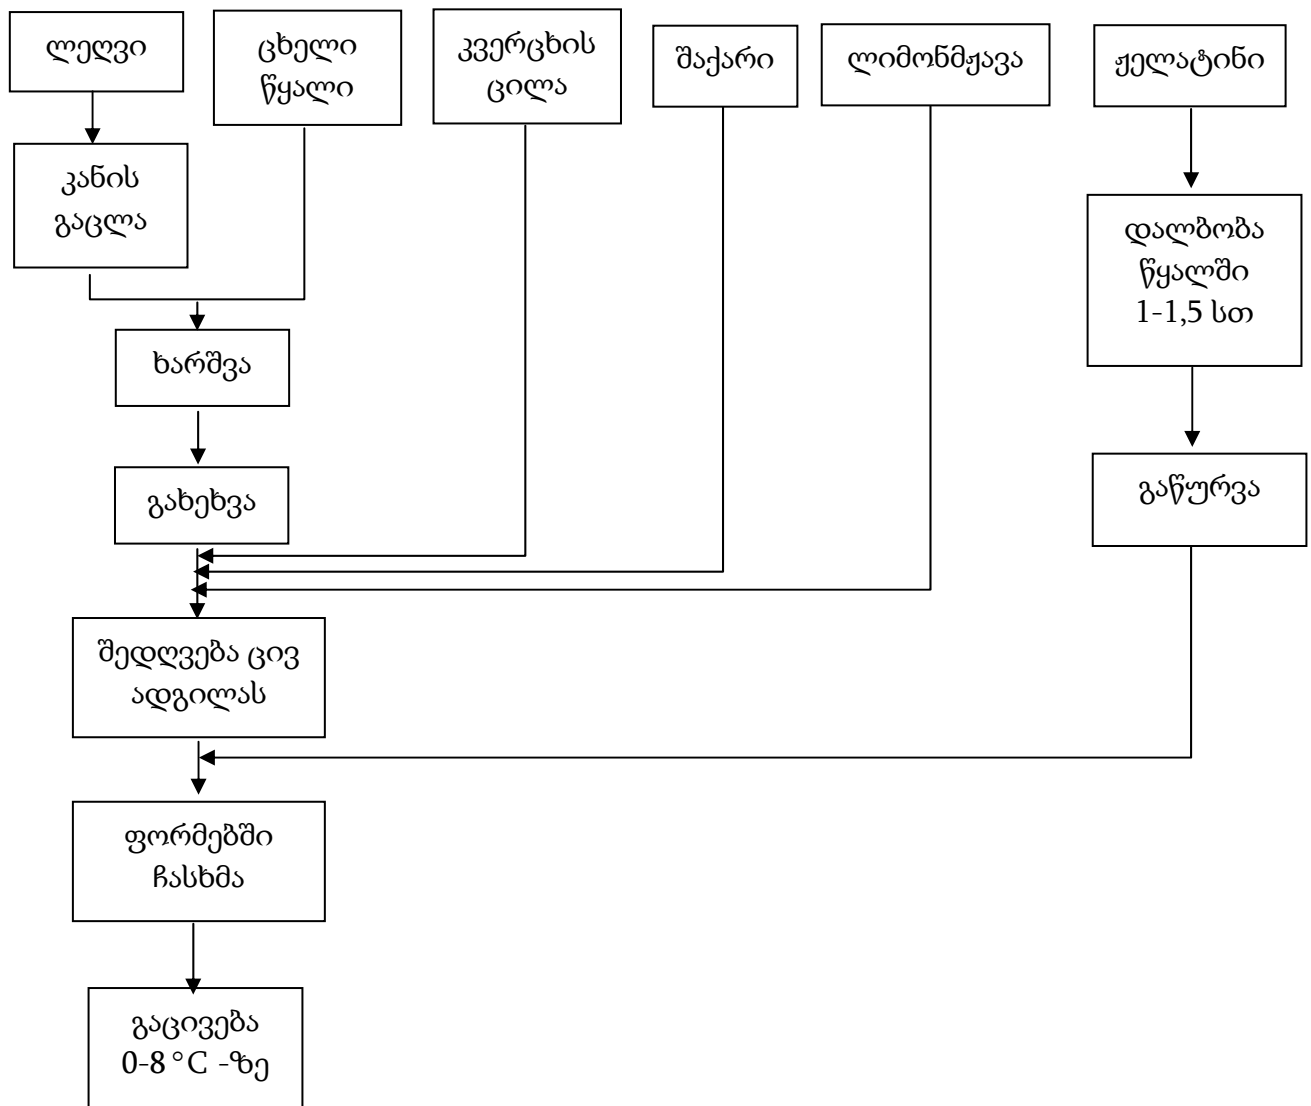 ლეღვი
ცხელი
წყალი
კვერცხის
ცილა
შაქარი
ლიმონმჟავა
ჟელატინი
კანის
გაცლა
დალბობა
წყალში
1-1,5 სთ
ხარშვა
გახეხვა
გაწურვა
შედღვება ცივ
ადგილას
ფორმებში
ჩასხმა
გაცივება
0-8°C -ზე